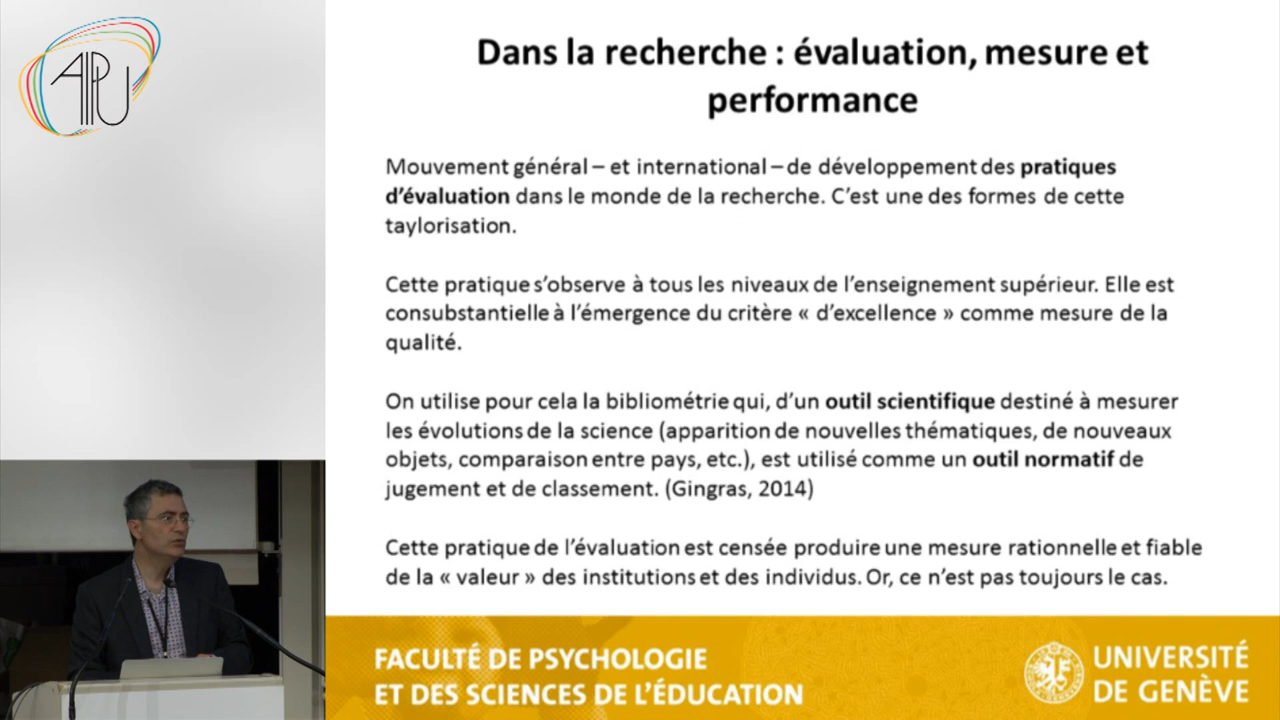 AIPU
Dans la recherche : évaluation, mesure et
performance
Mouvement général – et international – de développement des pratiques
d’évaluation dans le monde de la recherche. C’est une des formes de cette
taylorisation.
Cette pratique s’observe à tous les niveaux de l’enseignement supérieur. Elle est
consubstantielle à l’émergence du critère « d’excellence » comme mesure de la
qualité.
On utilise pour cela la bibliométrie qui, d’un outil scientifique destiné à mesurer
les évolutions de la science (apparition de nouvelles thématiques, de nouveaux
objets, comparaison entre pays, etc.), est utilisé comme un outil normatif de
jugement et de classement. (Gingras, 2014)
Cette pratique de l’évaluation est censée produire une mesure rationnelle et fiable
de la « valeur » des institutions et des individus. Or, ce n’est pas toujours le cas.
FACULTÉ DE PSYCHOLOGIE
ET DES SCIENCES DE L’ÉDUCATION
UNIVERSITÉ
DE GENÈVE